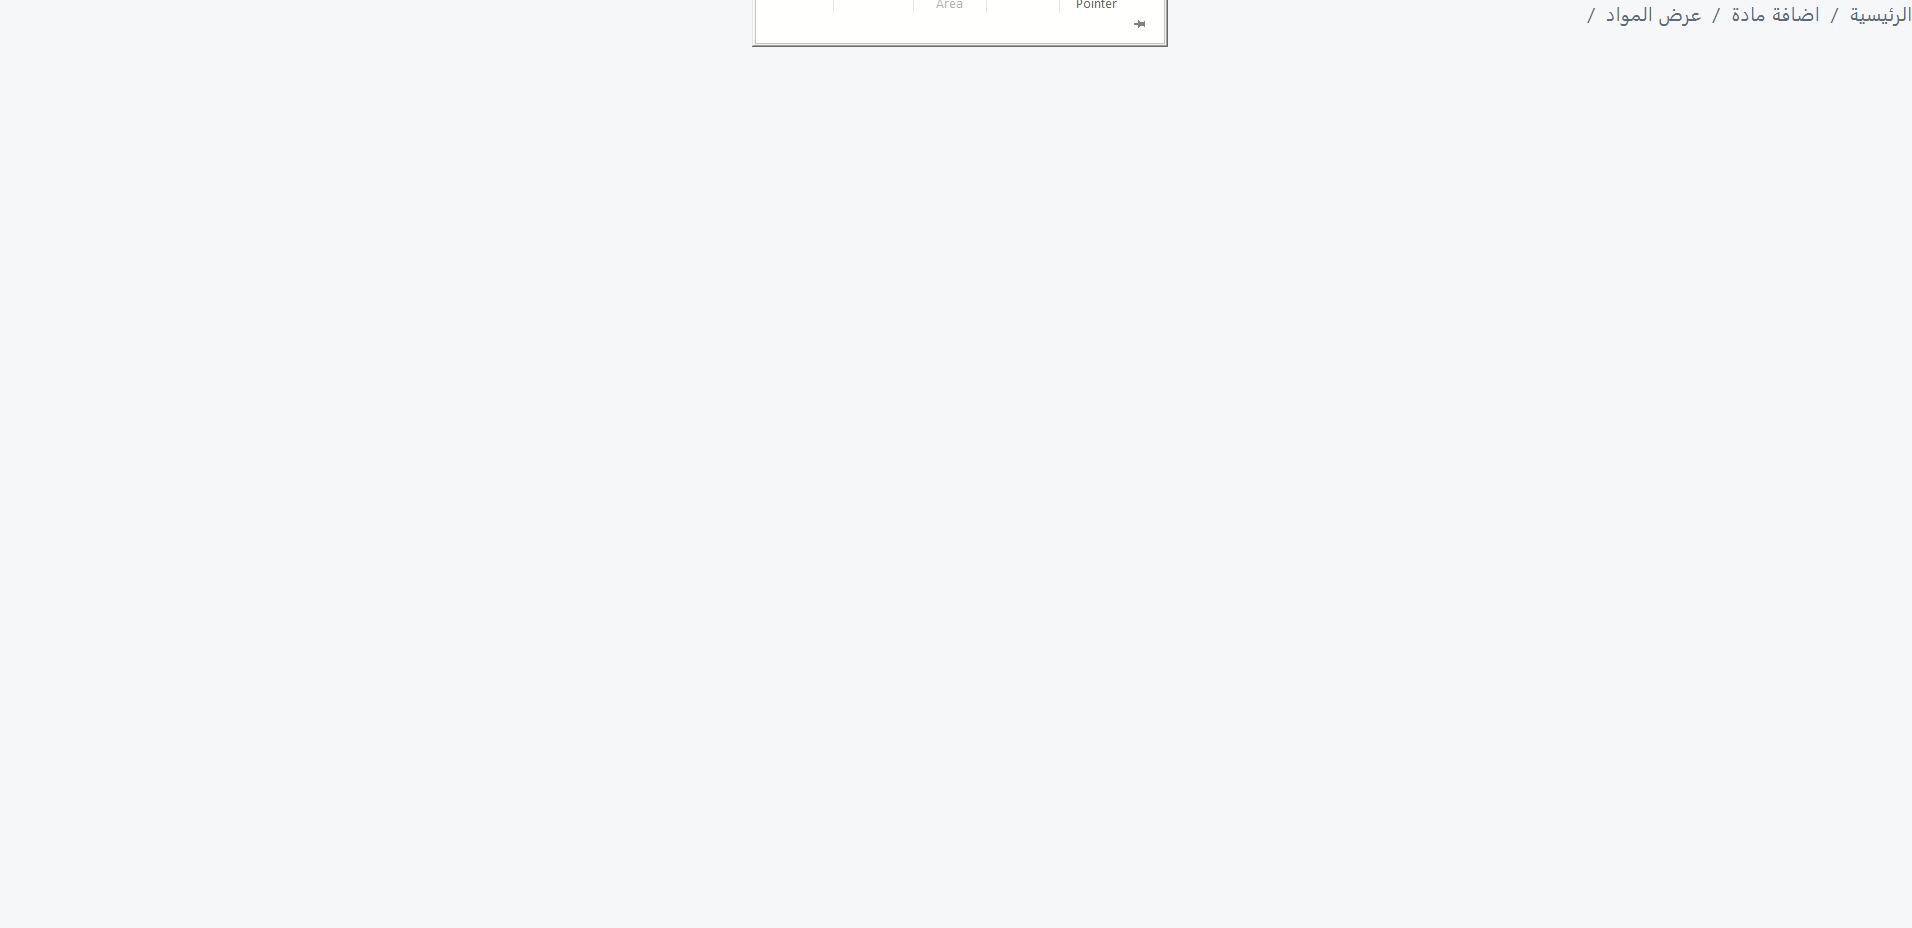 Area
Pointer
الرئيسية / اضافة مادة / عرض المواد /